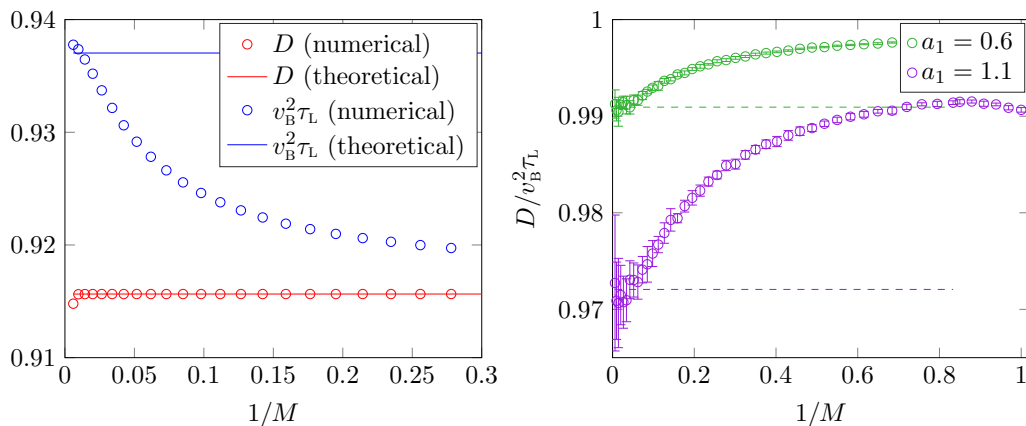 0.94
0.93
0.92
0.91
0
0.05
0.1
0.15
0.2
0.25
0.3
1/M
D (numerical)
D (theoretical)
v_B^2 τ_L (numerical)
v_B^2 τ_L (theoretical)
1
0.99
0.98
0.97
D/v_B^2 τ_L
0
0.2
0.4
0.6
0.8
1
1/M
a_1 = 0.6
a_1 = 1.1